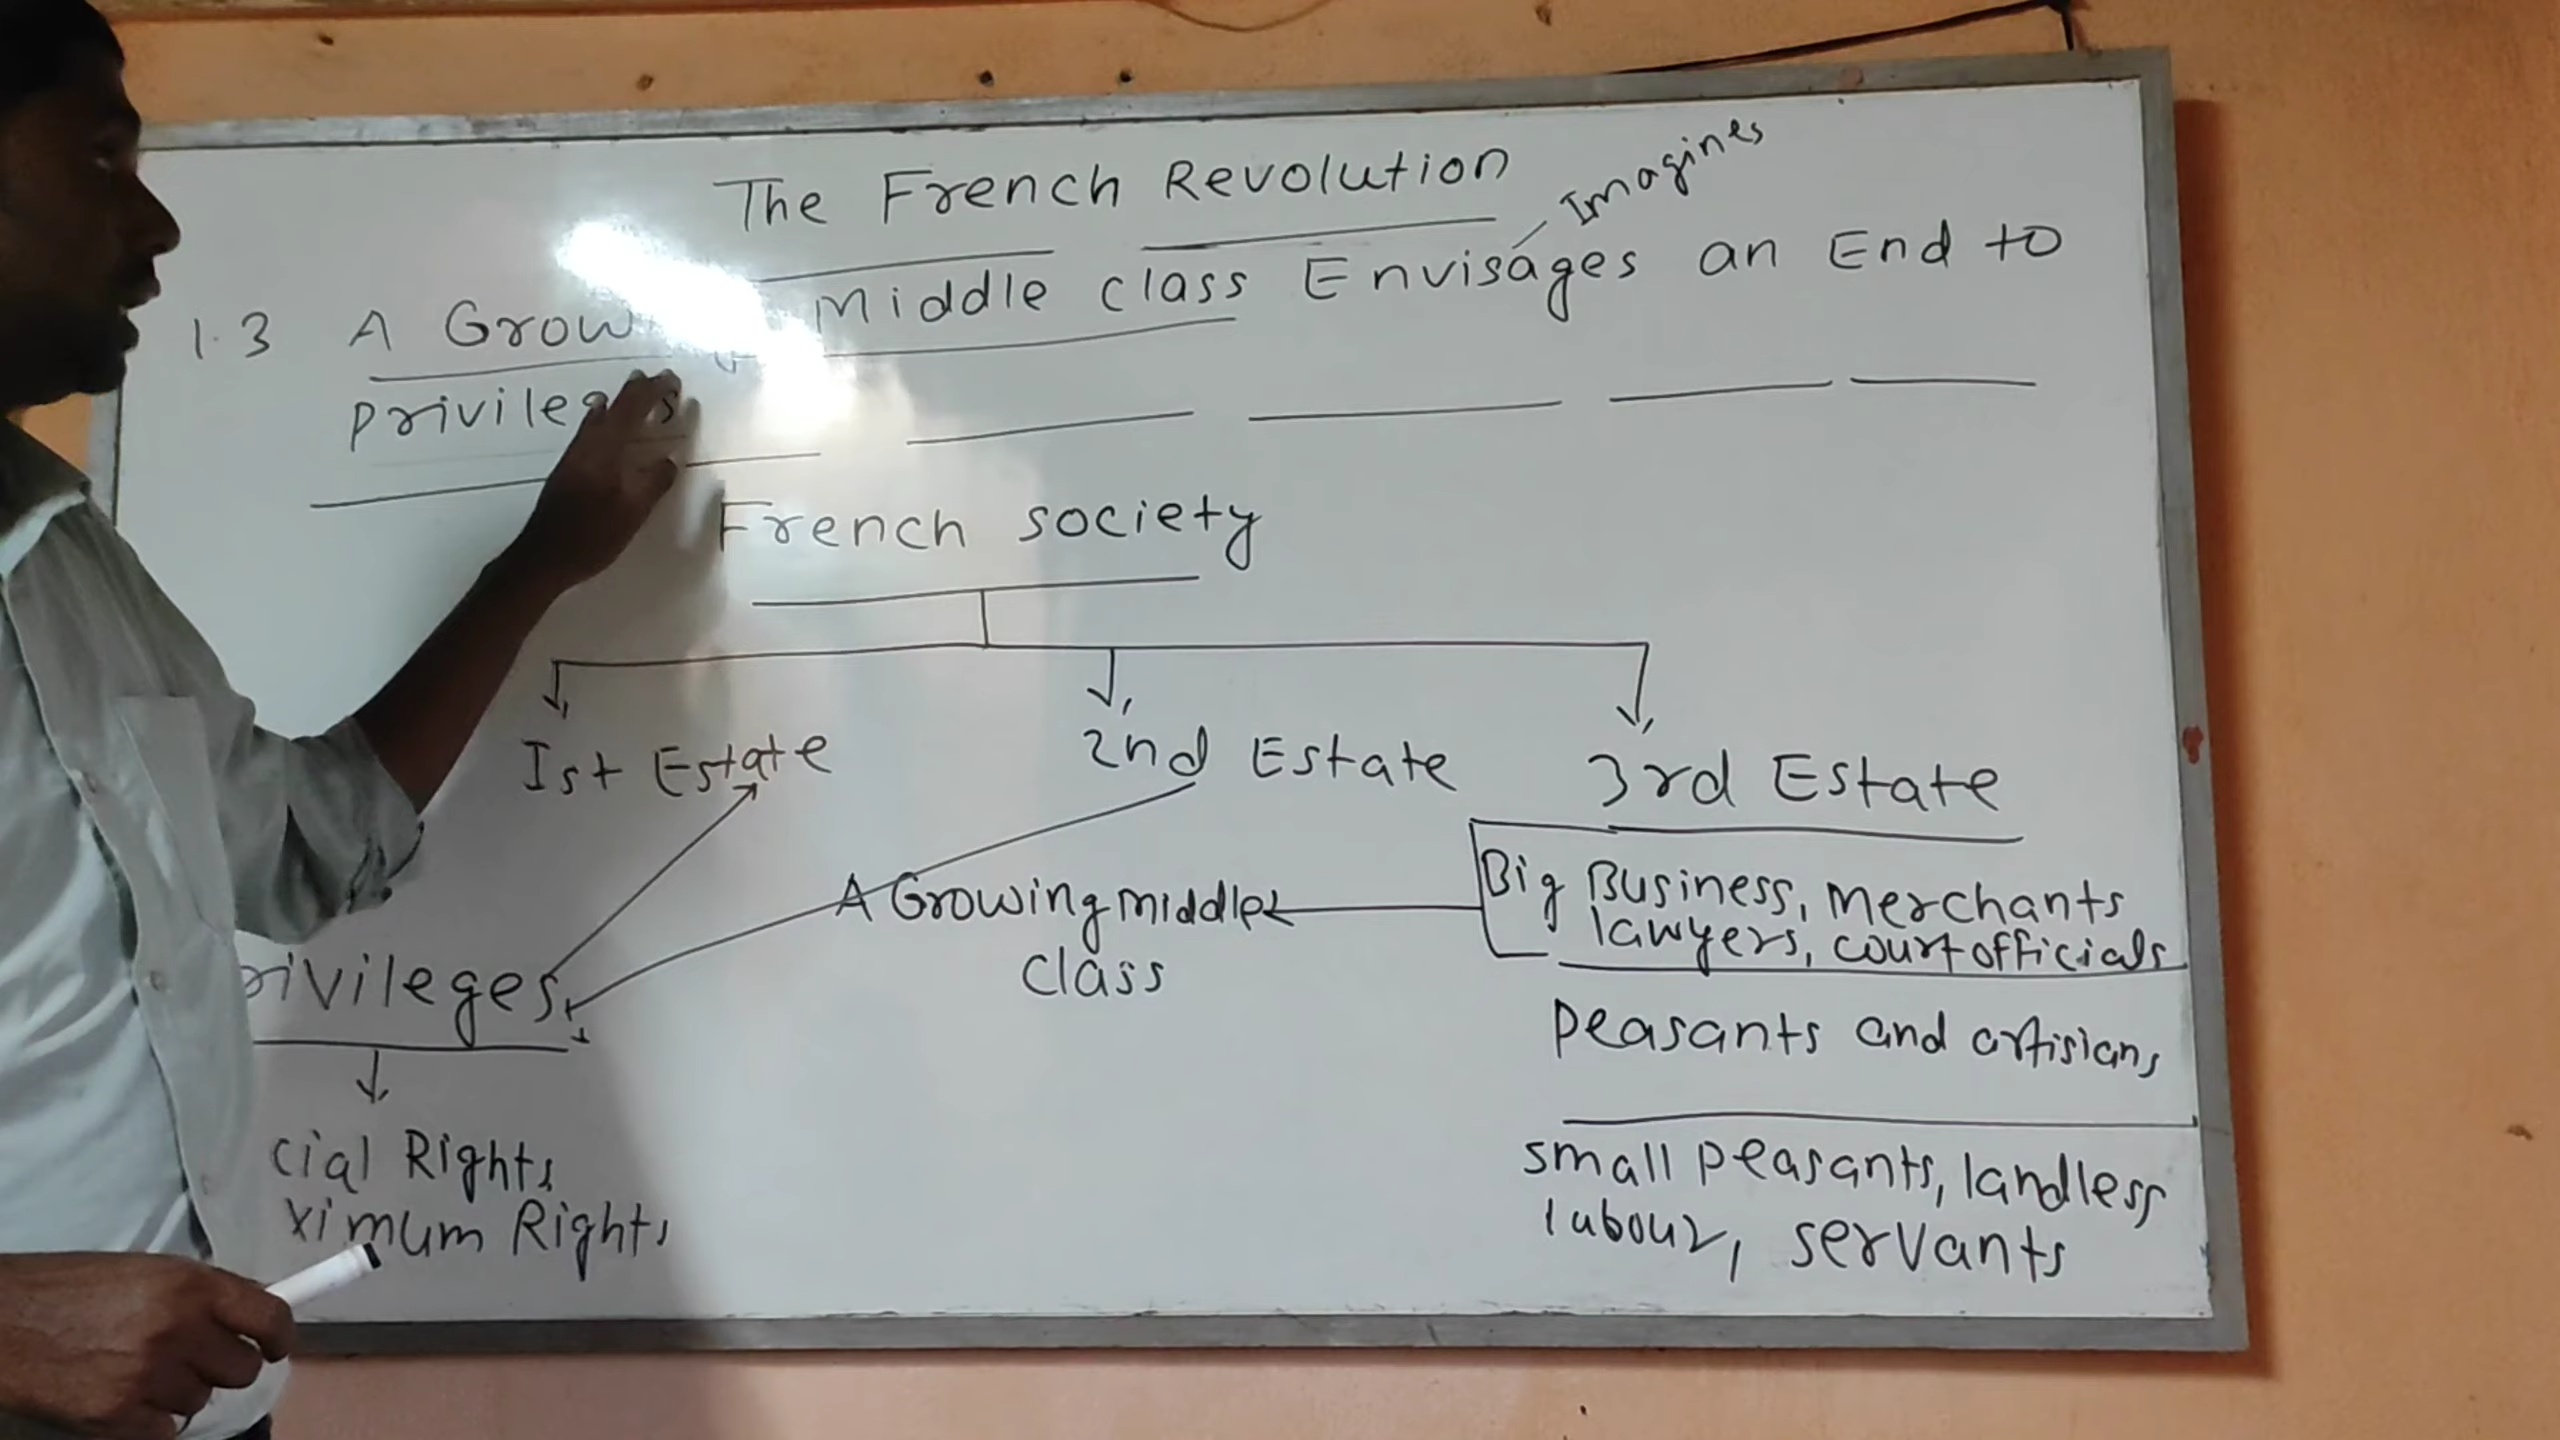 The French Revolution
Imagines
1.3 A Grow Middle class Envisages an End to
French society
Ist Estate 2nd Estate 3rd Estate
Big Business, Merchants
lawyers, court officials
A Growing middle
class
rivileges
peasants and artisians
cial Rights
ximum Rights
small peasants, landless
labour, servants